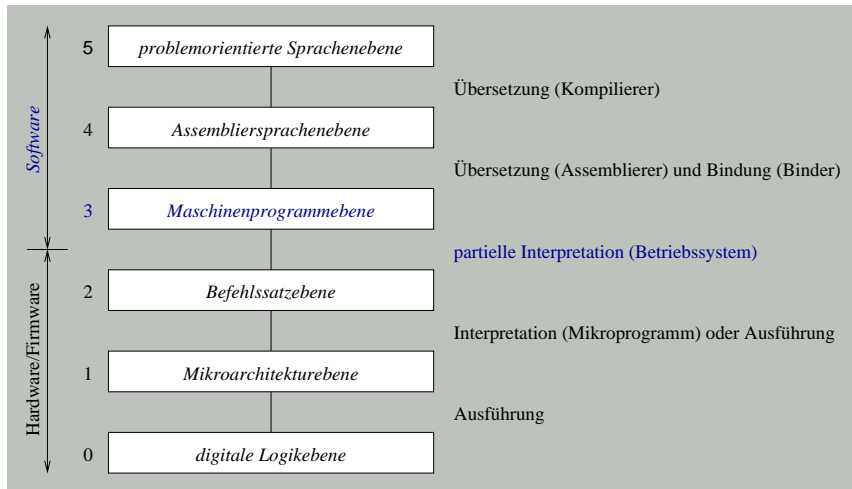 5 problemorientierte Sprachenebene
Übersetzung (Kompilierer)
4 Assembliersprachenebene
Software
Übersetzung (Assemblierer) und Bindung (Binder)
3 Maschinenprogrammebene
partielle Interpretation (Betriebssystem)
2 Befehlssatzebene
Hardware/Firmware
Interpretation (Mikroprogramm) oder Ausführung
1 Mikroarchitekturebene
Ausführung
0 digitale Logikebene